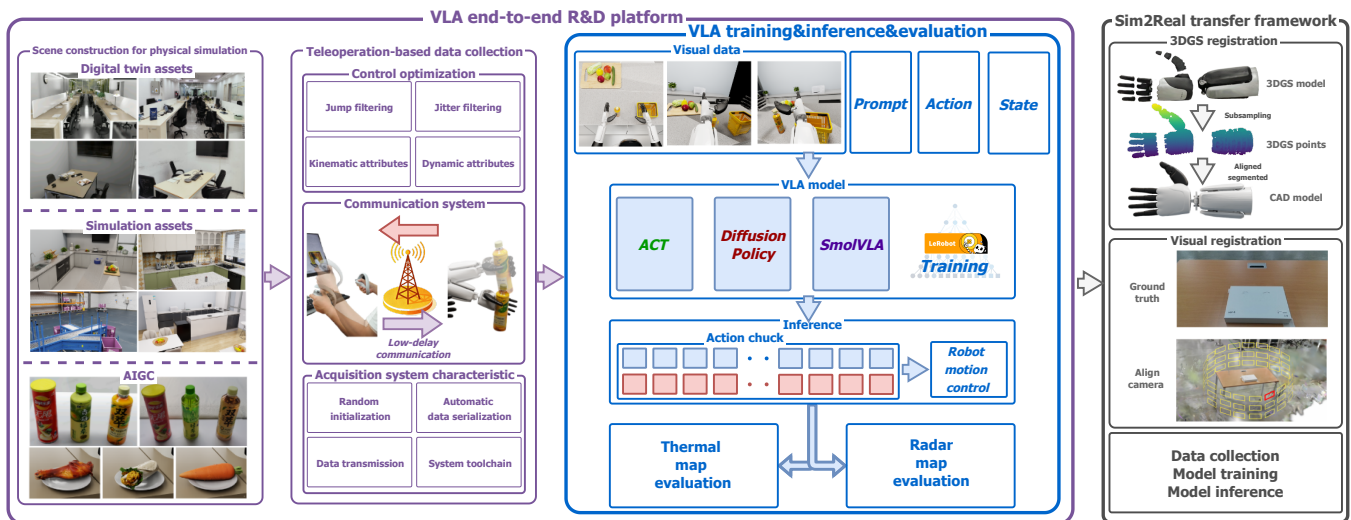 VLA end-to-end R&D platform
Scene construction for physical simulation
Digital twin assets
Simulation assets
AIGC
Teleoperation-based data collection
Control optimization
Jump filtering
Jitter filtering
Kinematic attributes
Dynamic attributes
Communication system
Low-delay
communication
Acquisition system characteristic
Random
initialization
Automatic
data serialization
Data transmission
System toolchain
VLA training&inference&evaluation
Visual data
Prompt
Action
State
VLA model
ACT
Diffusion
Policy
SmolVLA
LeRobot
Training
Inference
Action chuck
Robot
motion
control
Thermal
map
evaluation
Radar
map
evaluation
Sim2Real transfer framework
3DGS registration
3DGS model
Subsampling
3DGS points
Aligned
segmented
CAD model
Visual registration
Ground
truth
Align
camera
Data collection
Model training
Model inference